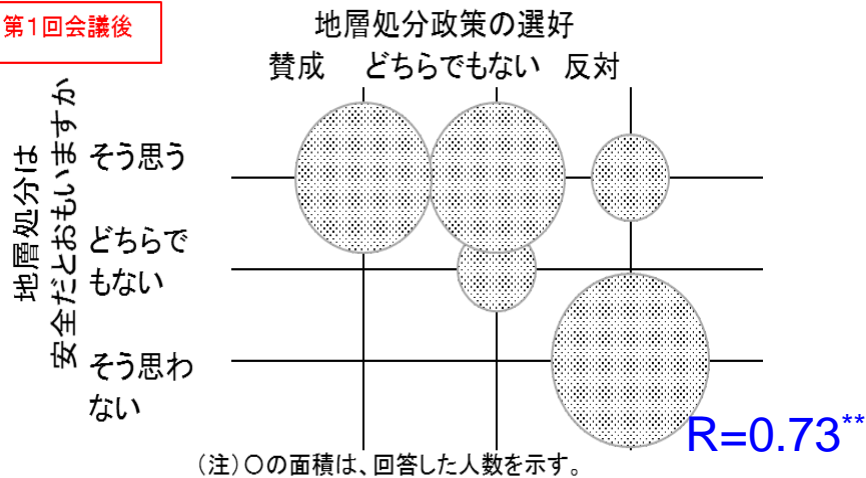 第1回会議後
地層処分政策の選好
賛成 どちらでもない 反対
地層処分は
安全だとおもいますか
そう思う
どちらで
もない
そう思わ
ない
R=0.73**
(注)〇の面積は、回答した人数を示す。